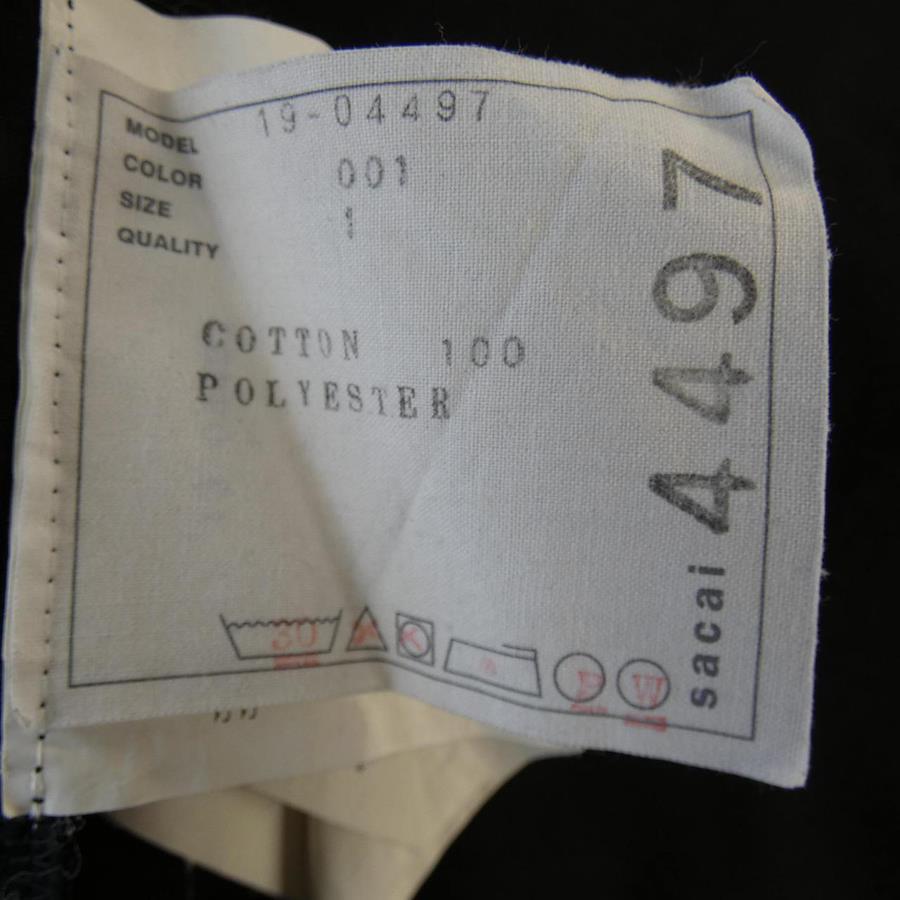 MODEL 19-04497
COLOR 001
SIZE 1
QUALITY
COTTON 100
POLYESTER
30
P
W
sacai 4497